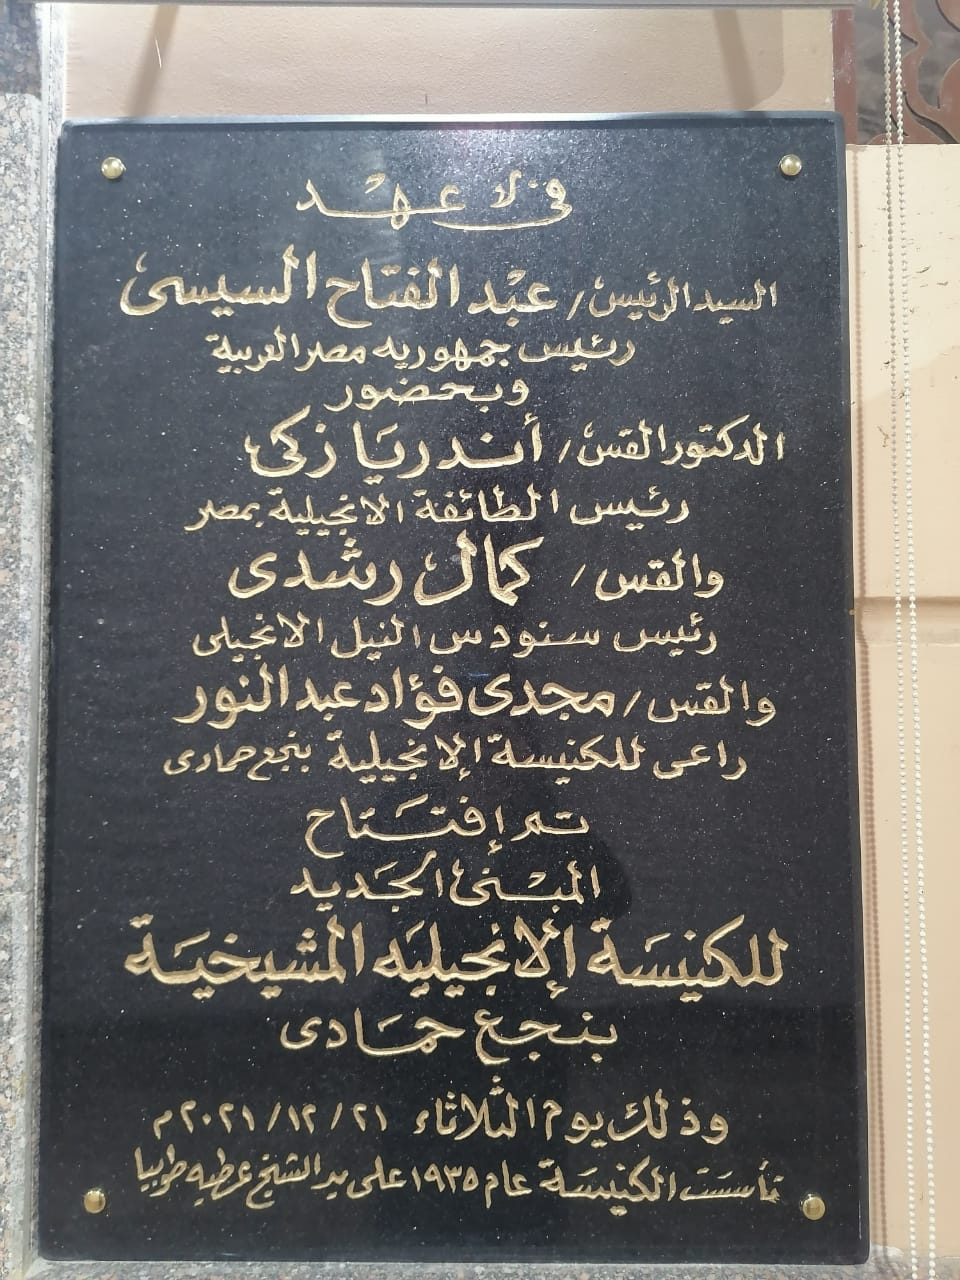 في عهد
السيد الرئيس / عبد الفتاح السيسى
رئيس جمهوريه مصر العربية
وبحضور
الدكتور القس / أندريا زكى
رئيس الطائفة الانجيلية بمصر
والقس / كمال رشدى
رئيس سنودس النيل الانجيلى
والقس / مجدى فؤاد عبد النور
راعى للكنيسة الإنجيلية بنجع حمادى
تم إفتتاح
المبنى الجديد
للكنيسة الإنجيليه المشيخية
بنجع حمادى
وذلك يوم الثلاثاء ٢١/ ١٢/ ٢٠٢١م
تأسست الكنيسة عام ١٩٣٥ على يد الشيخ عطيه طوبيا